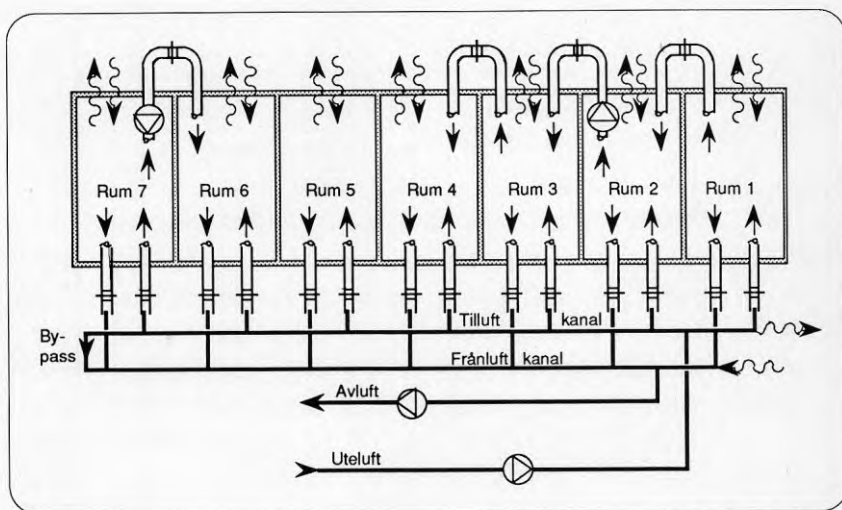 Rum 7 Rum 6 Rum 5 Rum 4 Rum 3 Rum 2 Rum 1
Tilluft kanal
By-
pass
Frånluft kanal
Avluft
Uteluft